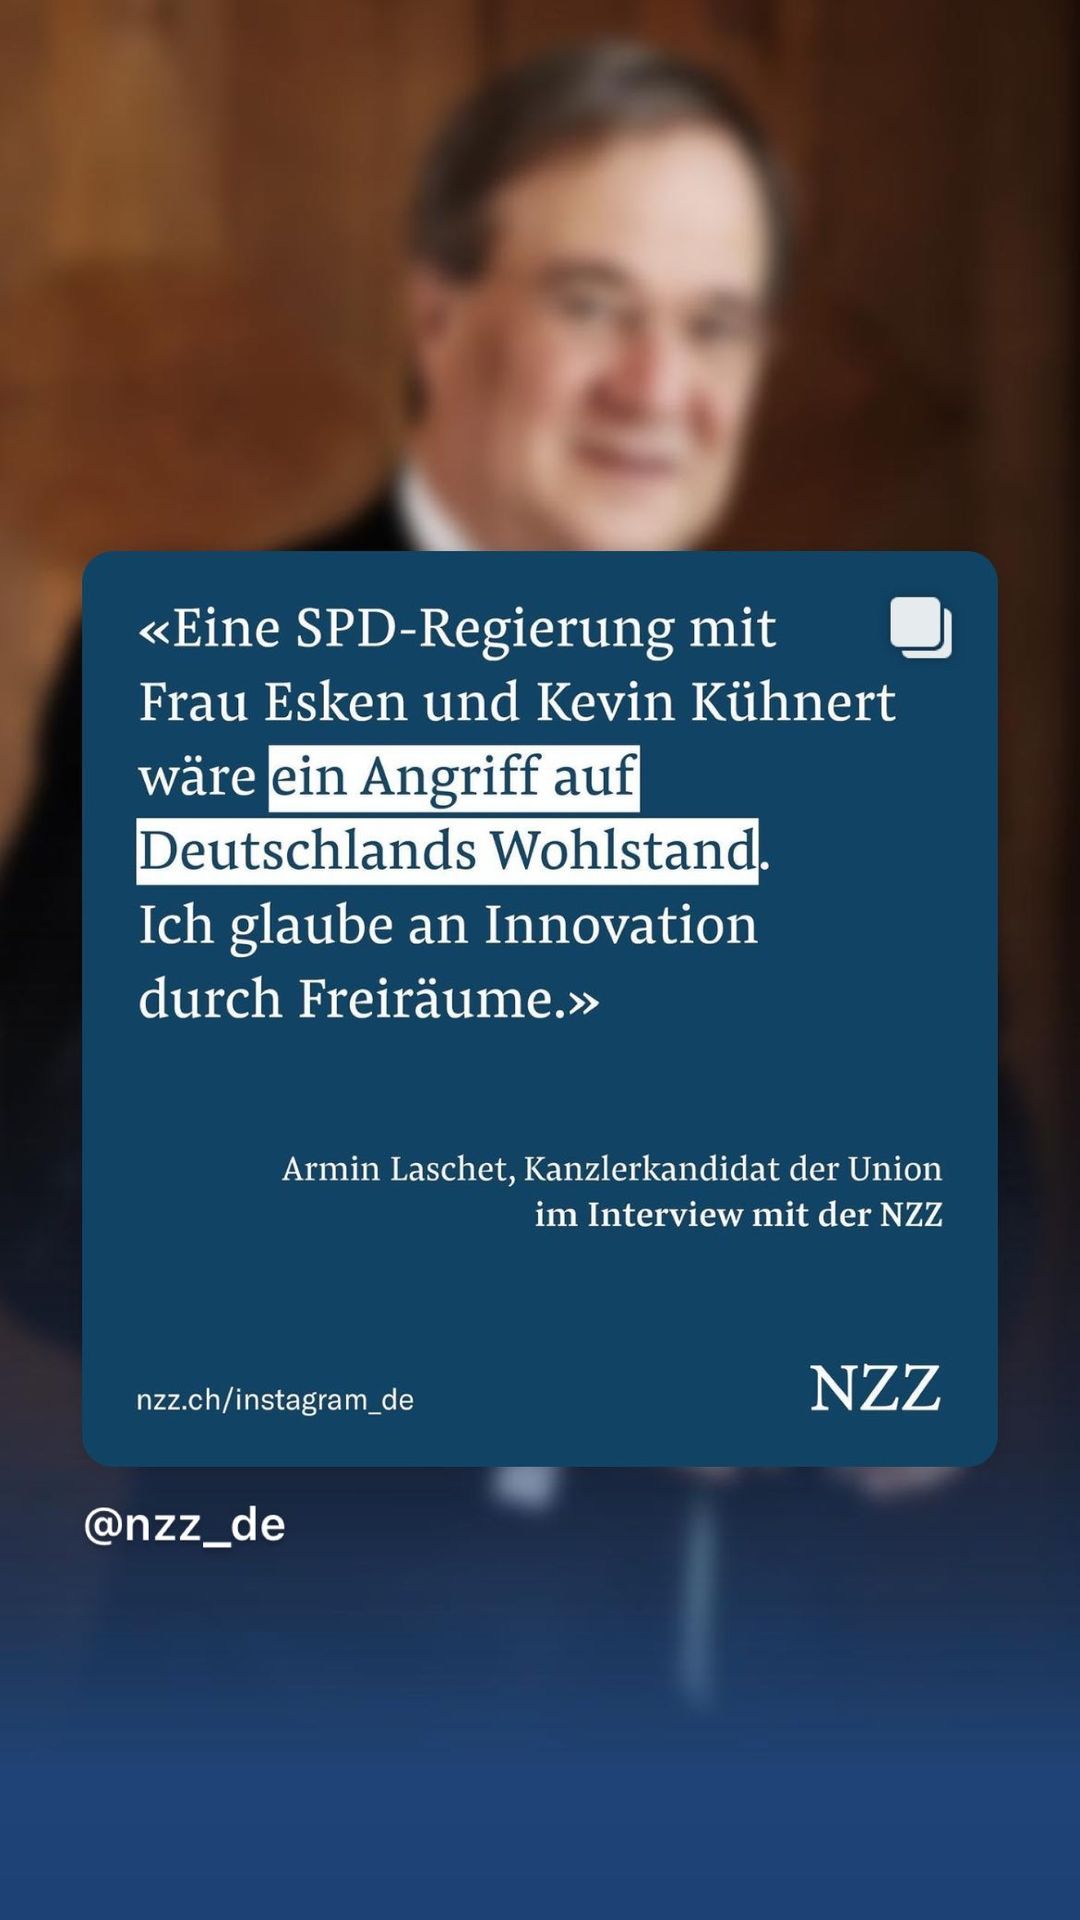 «Eine SPD-Regierung mit
Frau Esken und Kevin Kühnert
wäre ein Angriff auf
Deutschlands Wohlstand.
Ich glaube an Innovation
durch Freiräume.»
Armin Laschet, Kanzlerkandidat der Union
im Interview mit der NZZ
nzz.ch/instagram_de
NZZ
@nzz_de